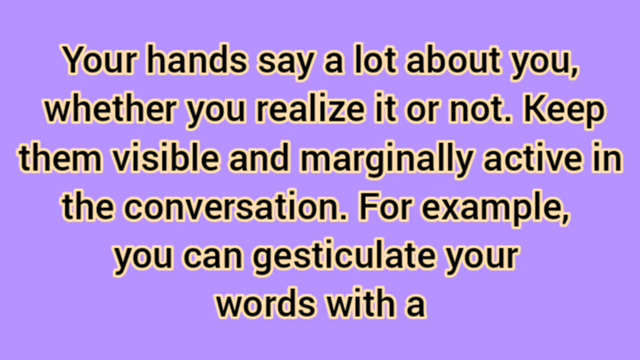 Your hands say a lot about you,
whether you realize it or not. Keep
them visible and marginally active in
the conversation. For example,
you can gesticulate your
words with a